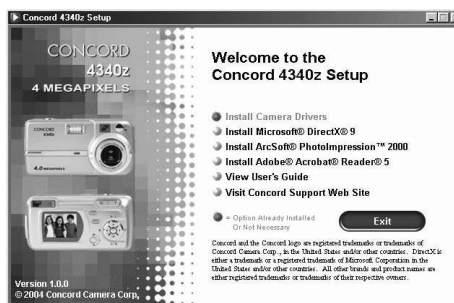 Concord 4340z Setup
CONCORD
4340z
4 MEGAPIXELS
CONCORD
4340z
4.0 MEGAPIXELS
Version 1.0.0
© 2004 Concord Camera Corp.
Welcome to the
Concord 4340z Setup
Install Camera Drivers
Install Microsoft® DirectX® 9
Install ArcSoft® PhotoImpression™ 2000
Install Adobe® Acrobat® Reader® 5
View User's Guide
Visit Concord Support Web Site
= Option Already Installed
Or Not Necessary
Exit
Concord and the Concord logo are registered trademarks or trademarks of
Concord Camera Corp., in the United States and/or other countries. DirectX is
either a trademark or a registered trademark of Microsoft Corporation in the
United States and/or other countries. All other brands and product names are
either registered trademarks or trademarks of their respective owners.